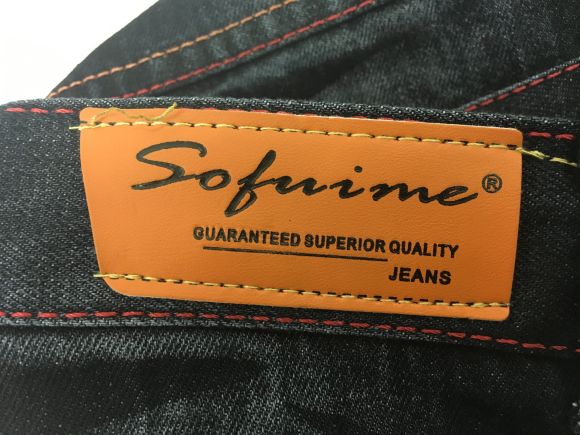 Sofuime®
GUARANTEED SUPERIOR QUALITY
JEANS